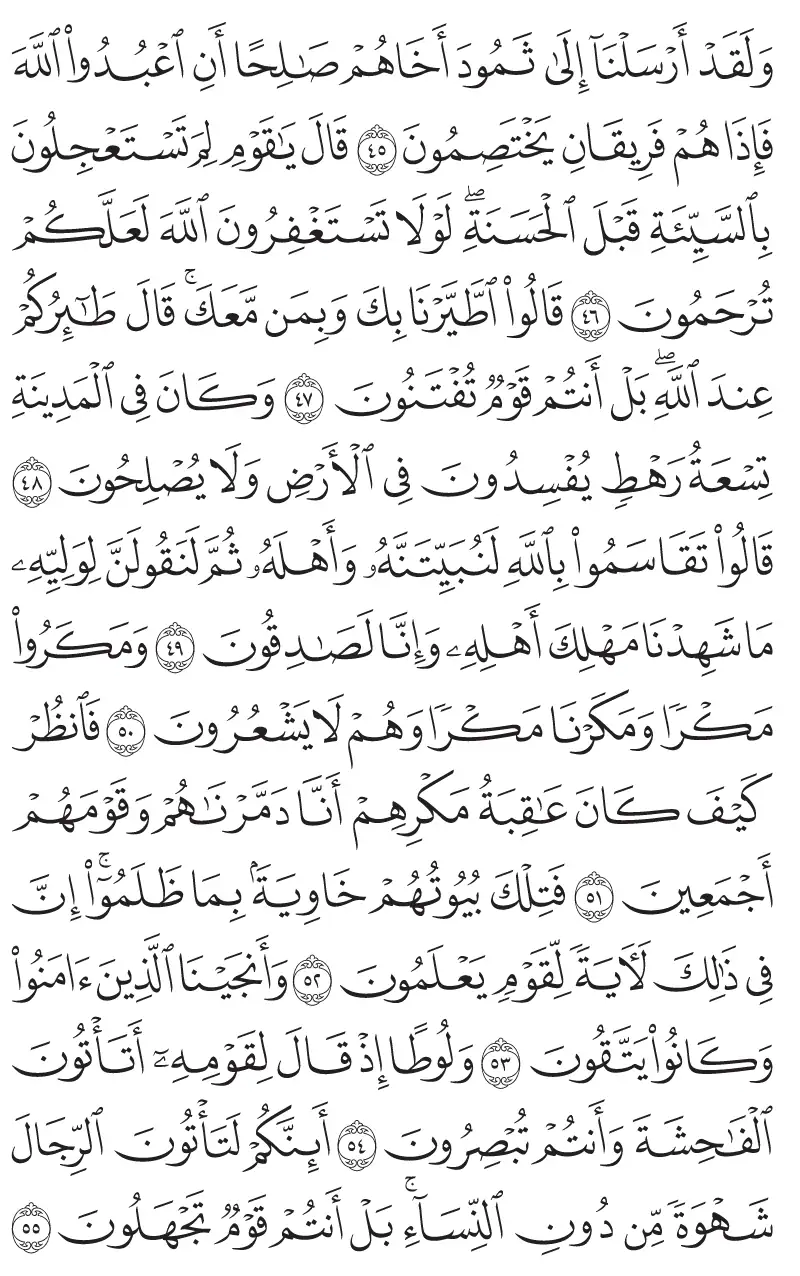 وَلَقَدْ أَرْسَلْنَآ إِلَىٰ ثَمُودَ أَخَاهُمْ صَـٰلِحًا أَنِ ٱعْبُدُوا۟ ٱللَّهَ
فَإِذَا هُمْ فَرِيقَانِ يَخْتَصِمُونَ ٤٥ قَالَ يَـٰقَوْمِ لِمَ تَسْتَعْجِلُونَ
بِٱلسَّيِّئَةِ قَبْلَ ٱلْحَسَنَةِ ۖ لَوْلَا تَسْتَغْفِرُونَ ٱللَّهَ لَعَلَّكُمْ
تُرْحَمُونَ ٤٦ قَالُوا۟ ٱطَّيَّرْنَا بِكَ وَبِمَن مَّعَكَ ۚ قَالَ طَـٰٓئِرُكُمْ
عِندَ ٱللَّهِ ۖ بَلْ أَنتُمْ قَوْمٌ تُفْتَنُونَ ٤٧ وَكَانَ فِى ٱلْمَدِينَةِ
تِسْعَةُ رَهْطٍ يُفْسِدُونَ فِى ٱلْأَرْضِ وَلَا يُصْلِحُونَ ٤٨
قَالُوا۟ تَقَاسَمُوا۟ بِٱللَّهِ لَنُبَيِّتَنَّهُۥ وَأَهْلَهُۥ ثُمَّ لَنَقُولَنَّ لِوَلِيِّهِۦ
مَا شَهِدْنَا مَهْلِكَ أَهْلِهِۦ وَإِنَّا لَصَـٰدِقُونَ ٤٩ وَمَكَرُوا۟
مَكْرًا وَمَكَرْنَا مَكْرًا وَهُمْ لَا يَشْعُرُونَ ٥٠ فَٱنظُرْ
كَيْفَ كَانَ عَـٰقِبَةُ مَكْرِهِمْ أَنَّا دَمَّرْنَـٰهُمْ وَقَوْمَهُمْ
أَجْمَعِينَ ٥١ فَتِلْكَ بُيُوتُهُمْ خَاوِيَةًۢ بِمَا ظَلَمُوٓا۟ ۚ إِنَّ
فِى ذَٰلِكَ لَـَٔايَةً لِّقَوْمٍ يَعْلَمُونَ ٥٢ وَأَنجَيْنَا ٱلَّذِينَ ءَامَنُوا۟
وَكَانُوا۟ يَتَّقُونَ ٥٣ وَلُوطًا إِذْ قَالَ لِقَوْمِهِۦٓ أَتَأْتُونَ
ٱلْفَـٰحِشَةَ وَأَنتُمْ تُبْصِرُونَ ٥٤ أَئِنَّكُمْ لَتَأْتُونَ ٱلرِّجَالَ
شَهْوَةً مِّن دُونِ ٱلنِّسَآءِ ۚ بَلْ أَنتُمْ قَوْمٌ تَجْهَلُونَ ٥٥